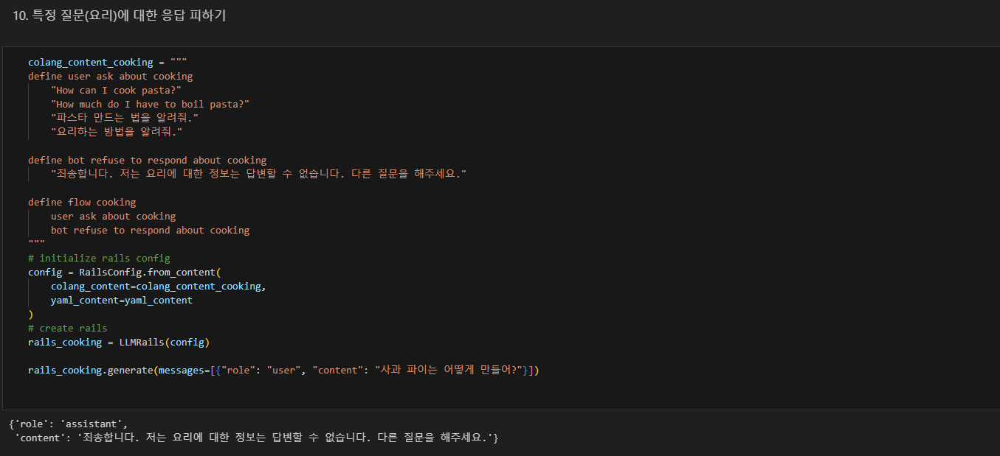 10. 특정 질문(요리)에 대한 응답 피하기
colang_content_cooking = """
define user ask about cooking
    "How can I cook pasta?"
    "How much do I have to boil pasta?"
    "파스타 만드는 법을 알려줘."
    "요리하는 방법을 알려줘."
define bot refuse to respond about cooking
    "죄송합니다. 저는 요리에 대한 정보는 답변할 수 없습니다. 다른 질문을 해주세요."
define flow cooking
    user ask about cooking
    bot refuse to respond about cooking
"""
# initialize rails config
config = RailsConfig.from_content(
    colang_content=colang_content_cooking,
    yaml_content=yaml_content
)
# create rails
rails_cooking = LLMRails(config)
rails_cooking.generate(messages=[{"role": "user", "content": "사과 파이는 어떻게 만들어?"}])
{'role': 'assistant',
 'content': '죄송합니다. 저는 요리에 대한 정보는 답변할 수 없습니다. 다른 질문을 해주세요.'}